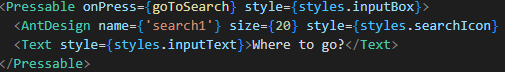 <Pressable onPress={goToSearch} style={styles.inputBox}>
<AntDesign name={'search1'} size={20} style={styles.searchIcon}
<Text style={styles.inputText}>Where to go?</Text>
</Pressable>